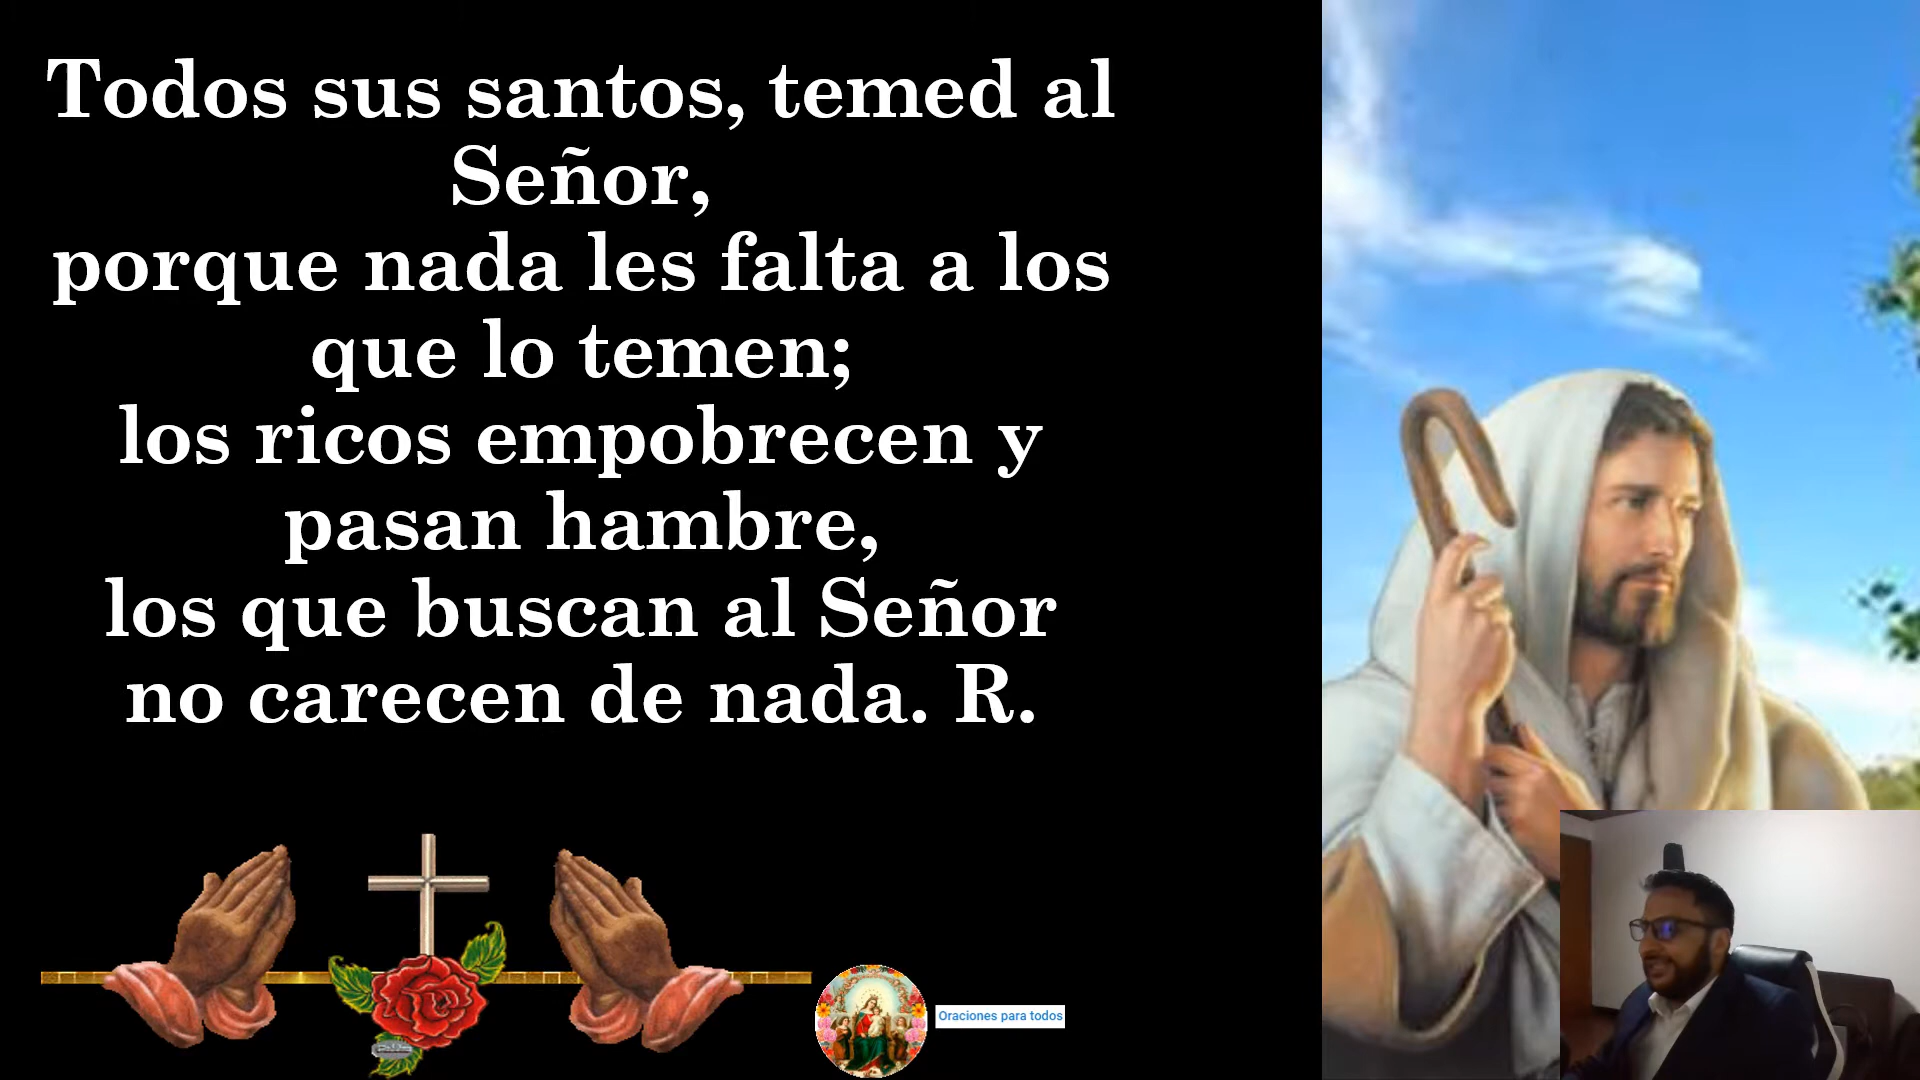 Todos sus santos, temed al
Señor,
porque nada les falta a los
que lo temen;
los ricos empobrecen y
pasan hambre,
los que buscan al Señor
no carecen de nada. R.
Oraciones para todos